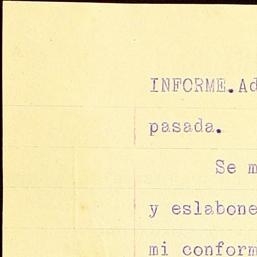 INFORME.Ad
pasada.
Se m
y eslabone
mi conform